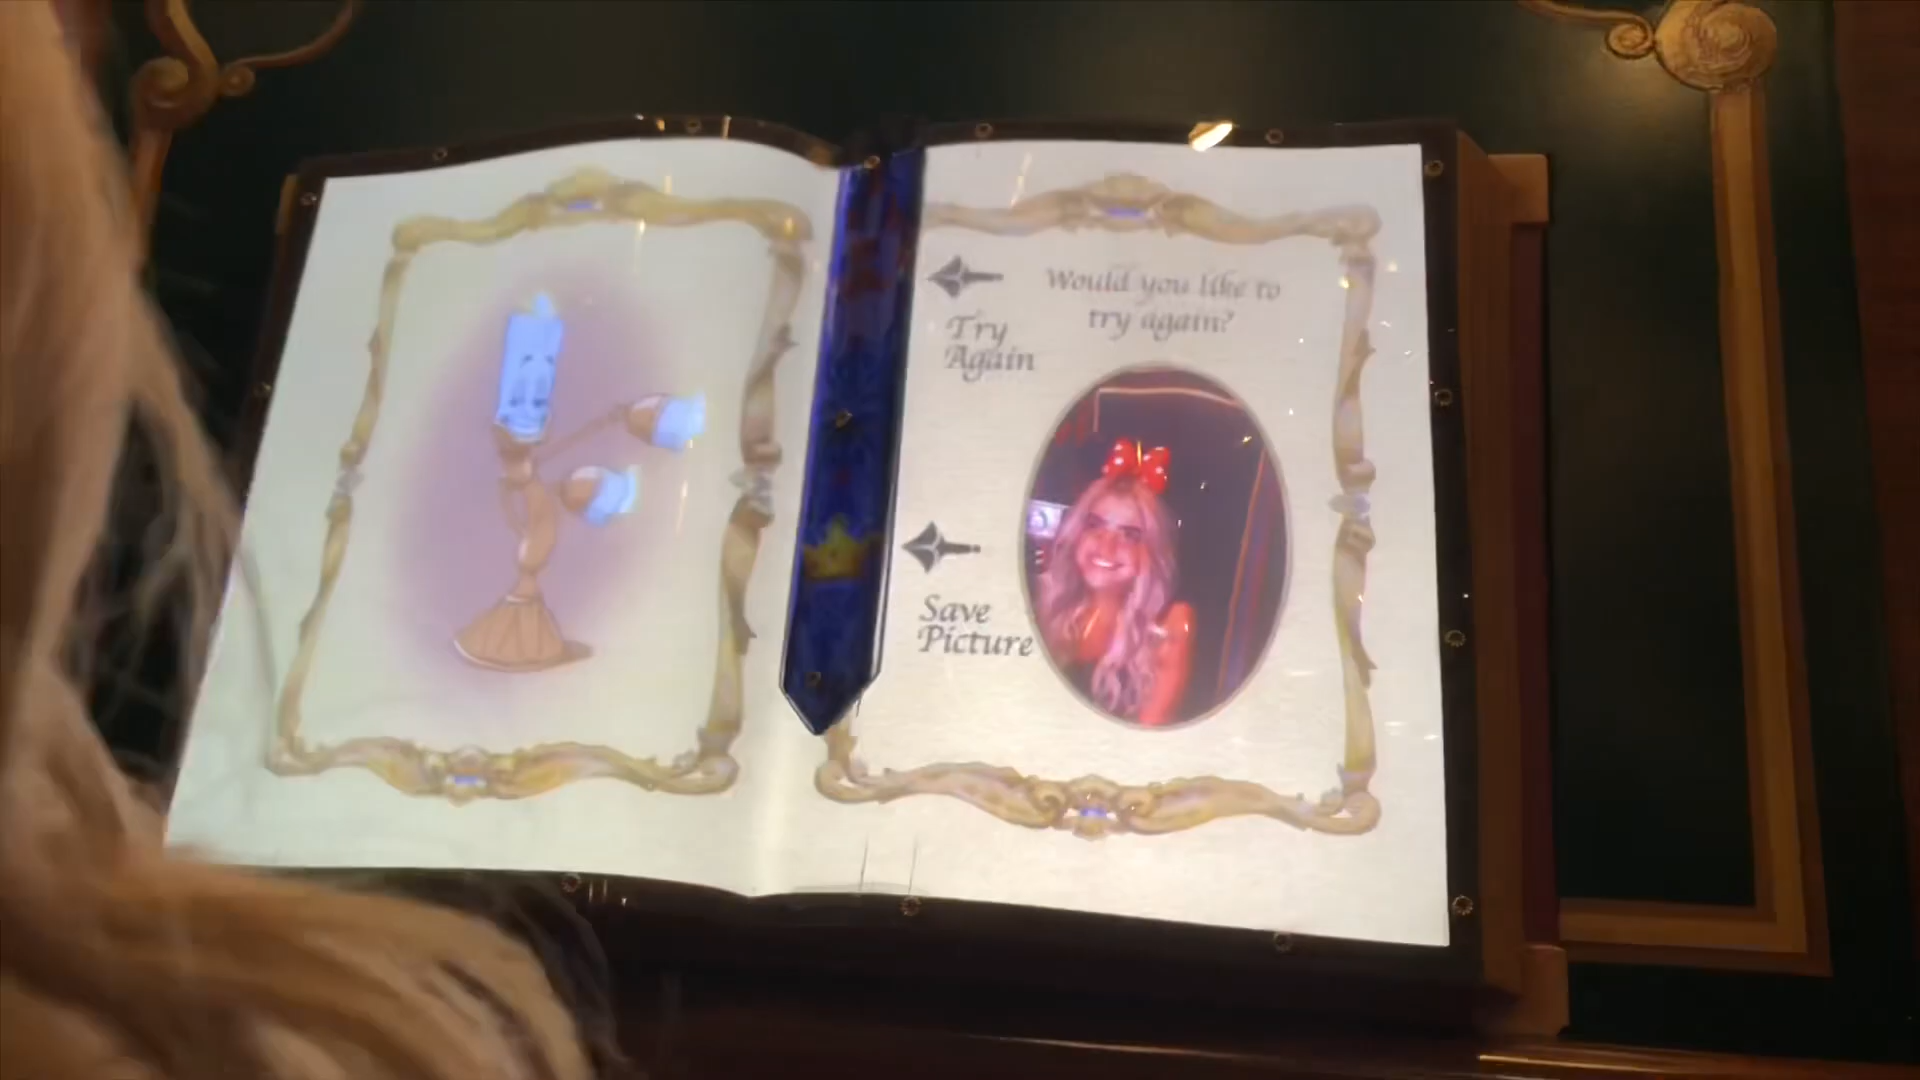 Would you like to
try again?
Try
Again
Save
Picture